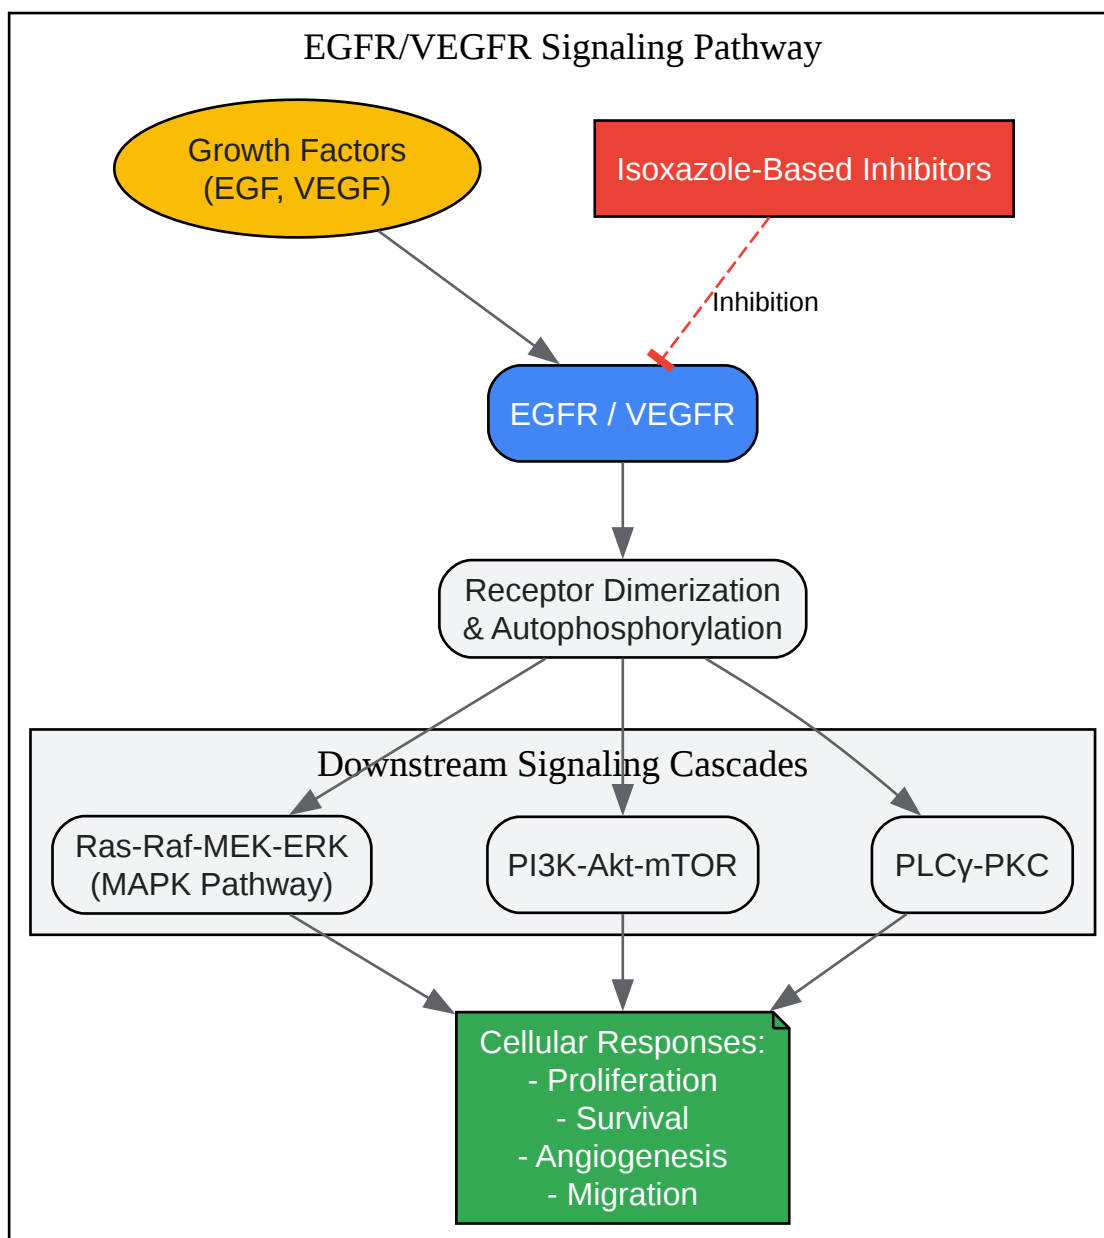 EGFR/VEGFR Signaling Pathway
Growth Factors
(EGF, VEGF)
Isoxazole-Based Inhibitors
Inhibition
EGFR / VEGFR
Receptor Dimerization
& Autophosphorylation
Downstream Signaling Cascades
Ras-Raf-MEK-ERK
(MAPK Pathway)
PI3K-Akt-mTOR
PLCγ-PKC
Cellular Responses:
- Proliferation
- Survival
- Angiogenesis
- Migration